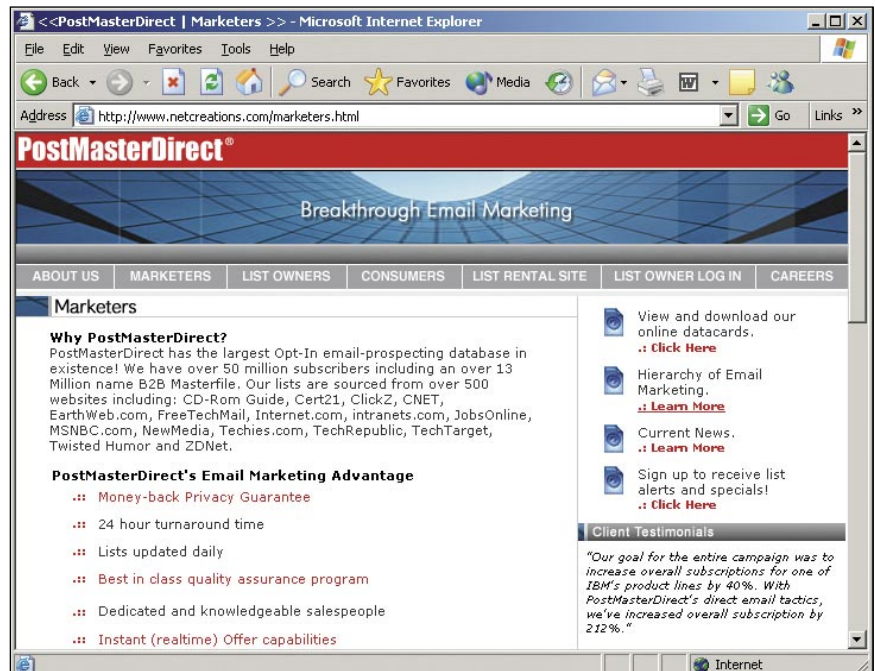 <<PostMasterDirect | Marketers >> - Microsoft Internet Explorer
File Edit View Favorites Tools Help
Back Search Favorites Media
Address http://www.netcreations.com/marketers.html Go Links »
PostMasterDirect®
Breakthrough Email Marketing
ABOUT US MARKETERS LIST OWNERS CONSUMERS LIST RENTAL SITE LIST OWNER LOG IN CAREERS
Marketers
Why PostMasterDirect?
PostMasterDirect has the largest Opt-In email-prospecting database in
existence! We have over 50 million subscribers including an over 13
Million name B2B Masterfile. Our lists are sourced from over 500
websites including: CD-Rom Guide, Cert21, ClickZ, CNET,
EarthWeb.com, FreeTechMail, Internet.com, intranets.com, JobsOnline,
MSNBC.com, NewMedia, Techies.com, TechRepublic, TechTarget,
Twisted Humor and ZDNet.
PostMasterDirect's Email Marketing Advantage
.:: Money-back Privacy Guarantee
.:: 24 hour turnaround time
.:: Lists updated daily
.:: Best in class quality assurance program
.:: Dedicated and knowledgeable salespeople
.:: Instant (realtime) Offer capabilities
View and download our
online datacards.
.: Click Here
Hierarchy of Email
Marketing.
.: Learn More
Current News.
.: Learn More
Sign up to receive list
alerts and specials!
.: Click Here
Client Testimonials
"Our goal for the entire campaign was to
increase overall subscriptions for one of
IBM's product lines by 40%. With
PostMasterDirect's direct email tactics,
we've increased overall subscription by
212%."
Internet